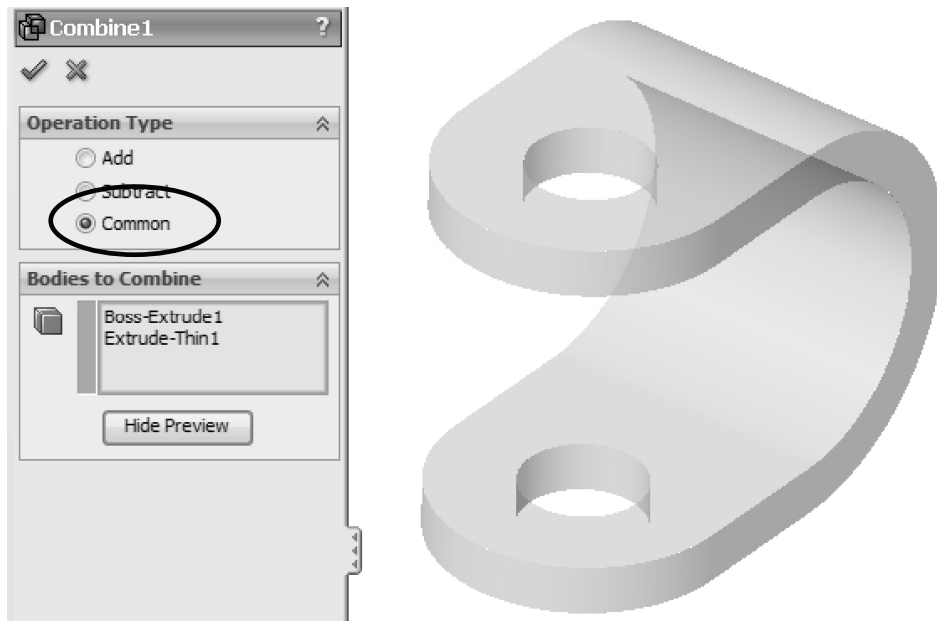 Combine1 ?
Operation Type
Add
Subtract
Common
Bodies to Combine
Boss-Extrude1
Extrude-Thin1
Hide Preview